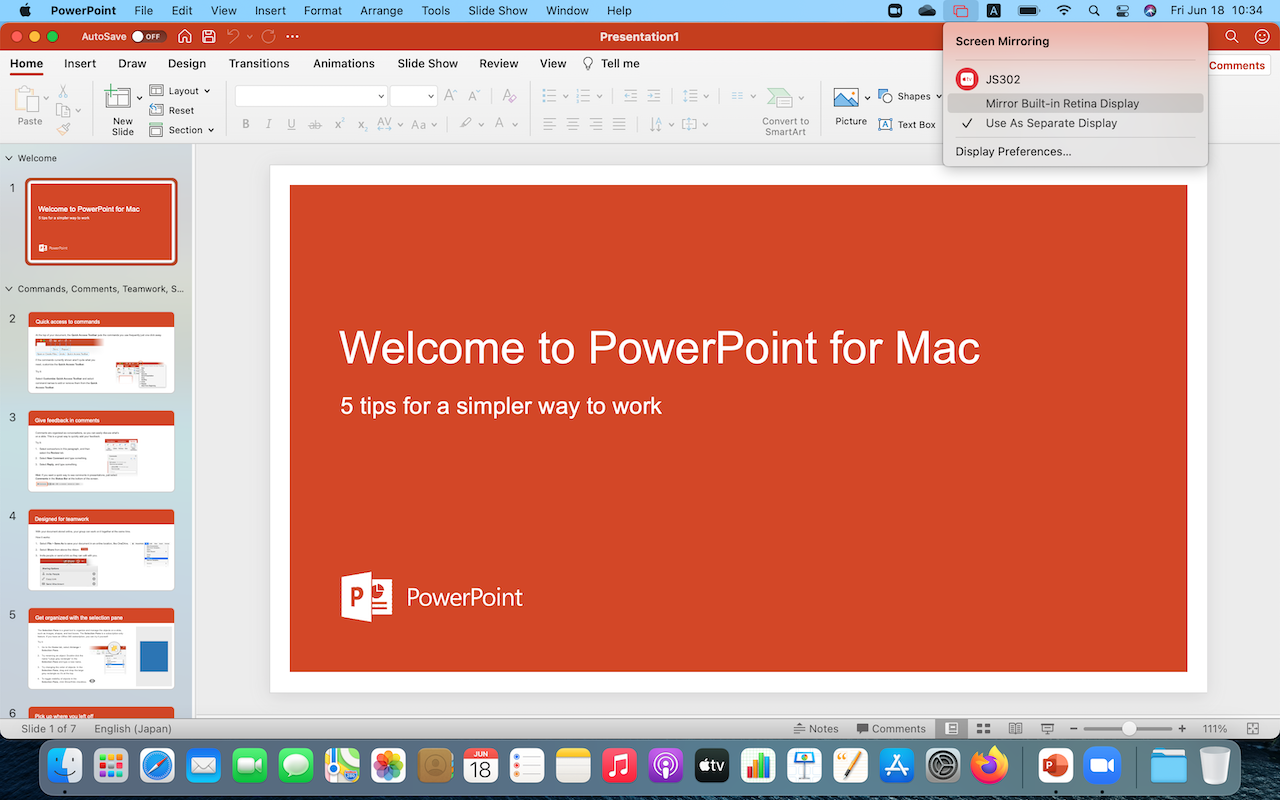 PowerPoint File Edit View Insert Format Arrange Tools Slide Show Window Help
A Fri Jun 18 10:34
AutoSave OFF
Presentation1
Home Insert Draw Design Transitions Animations Slide Show Review View Tell me
Comments
Paste
New
Slide
Layout
Reset
Section
B I U ab x² x₂ AV Aa A
Convert to
SmartArt
Picture
Shapes
Text Box
Screen Mirroring
tv JS302
Mirror Built-in Retina Display
✓ Use As Separate Display
Display Preferences...
Welcome
1
Welcome to PowerPoint for Mac
5 tips for a simpler way to work
PowerPoint
Commands, Comments, Teamwork, S...
2
Quick access to commands
3
Give feedback in comments
4
Designed for teamwork
5
Get organized with the selection pane
6
Pick up where you left off
Welcome to PowerPoint for Mac
5 tips for a simpler way to work
P PowerPoint
Slide 1 of 7 English (Japan)
Notes Comments 111%
JUN
18
tv
P